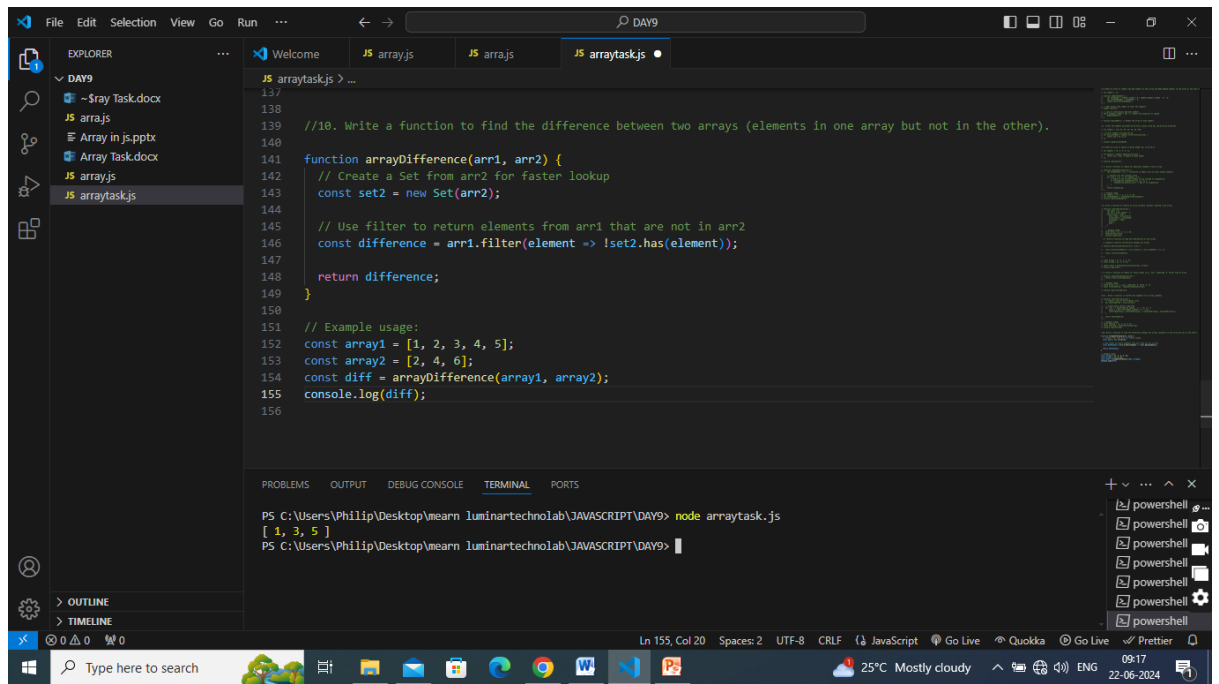 File Edit Selection View Go Run ··· ← → DAY9
EXPLORER ···
Welcome JS array.js JS arra.js JS arraytask.js ●
DAY9
JS arraytask.js > ...
~$ray Task.docx
JS arra.js
Array in js.pptx
Array Task.docx
JS array.js
JS arraytask.js
137
138
139 //10. Write a function to find the difference between two arrays (elements in one array but not in the other).
140
141 function arrayDifference(arr1, arr2) {
142 // Create a Set from arr2 for faster lookup
143 const set2 = new Set(arr2);
144
145 // Use filter to return elements from arr1 that are not in arr2
146 const difference = arr1.filter(element => !set2.has(element));
147
148 return difference;
149 }
150
151 // Example usage:
152 const array1 = [1, 2, 3, 4, 5];
153 const array2 = [2, 4, 6];
154 const diff = arrayDifference(array1, array2);
155 console.log(diff);
156
PROBLEMS OUTPUT DEBUG CONSOLE TERMINAL PORTS
PS C:\Users\Philip\Desktop\mearn luminartechnolab\JAVASCRIPT\DAY9> node arraytask.js
[ 1, 3, 5 ]
PS C:\Users\Philip\Desktop\mearn luminartechnolab\JAVASCRIPT\DAY9>
powershell
powershell
powershell
powershell
powershell
powershell
powershell
> OUTLINE
> TIMELINE
0 0 0 Ln 155, Col 20 Spaces: 2 UTF-8 CRLF JavaScript Go Live Quokka Go Live Prettier
Type here to search 25°C Mostly cloudy ENG 09:17
22-06-2024